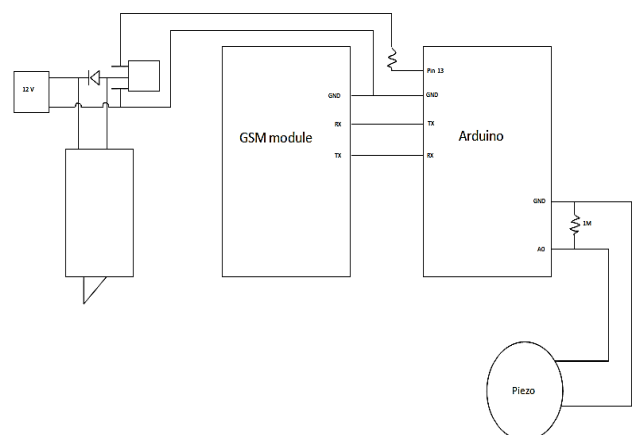 12 V
GSM module
GND
RX
TX
Arduino
Pin 13
GND
TX
RX
GND
1M
A0
Piezo